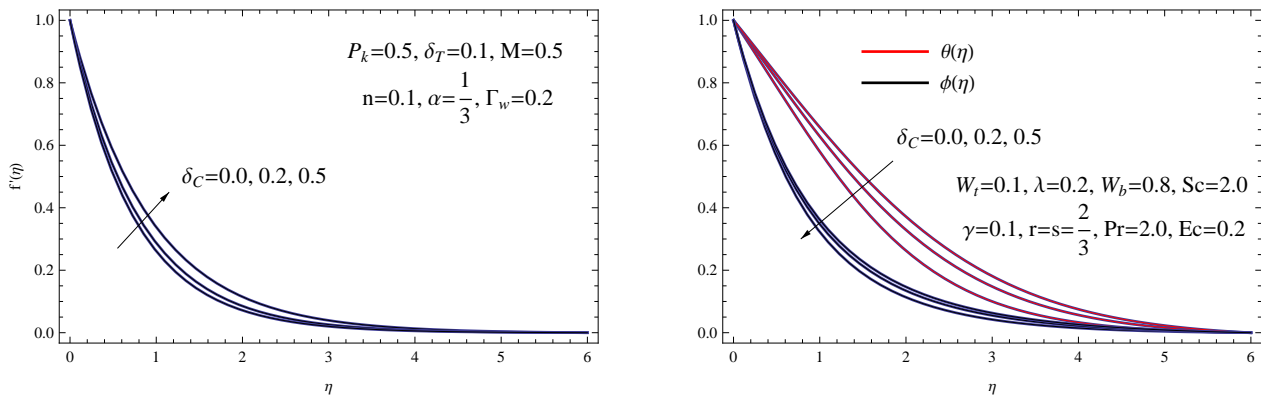 1.0
0.8
0.6
0.4
0.2
0.0
f'(η)
P_k=0.5, δ_T=0.1, M=0.5
n=0.1, α=1/3, Γ_w=0.2
δ_C=0.0, 0.2, 0.5
0 1 2 3 4 5 6
η
1.0
0.8
0.6
0.4
0.2
0.0
θ(η)
ϕ(η)
δ_C=0.0, 0.2, 0.5
W_t=0.1, λ=0.2, W_b=0.8, Sc=2.0
γ=0.1, r=s=2/3, Pr=2.0, Ec=0.2
0 1 2 3 4 5 6
η